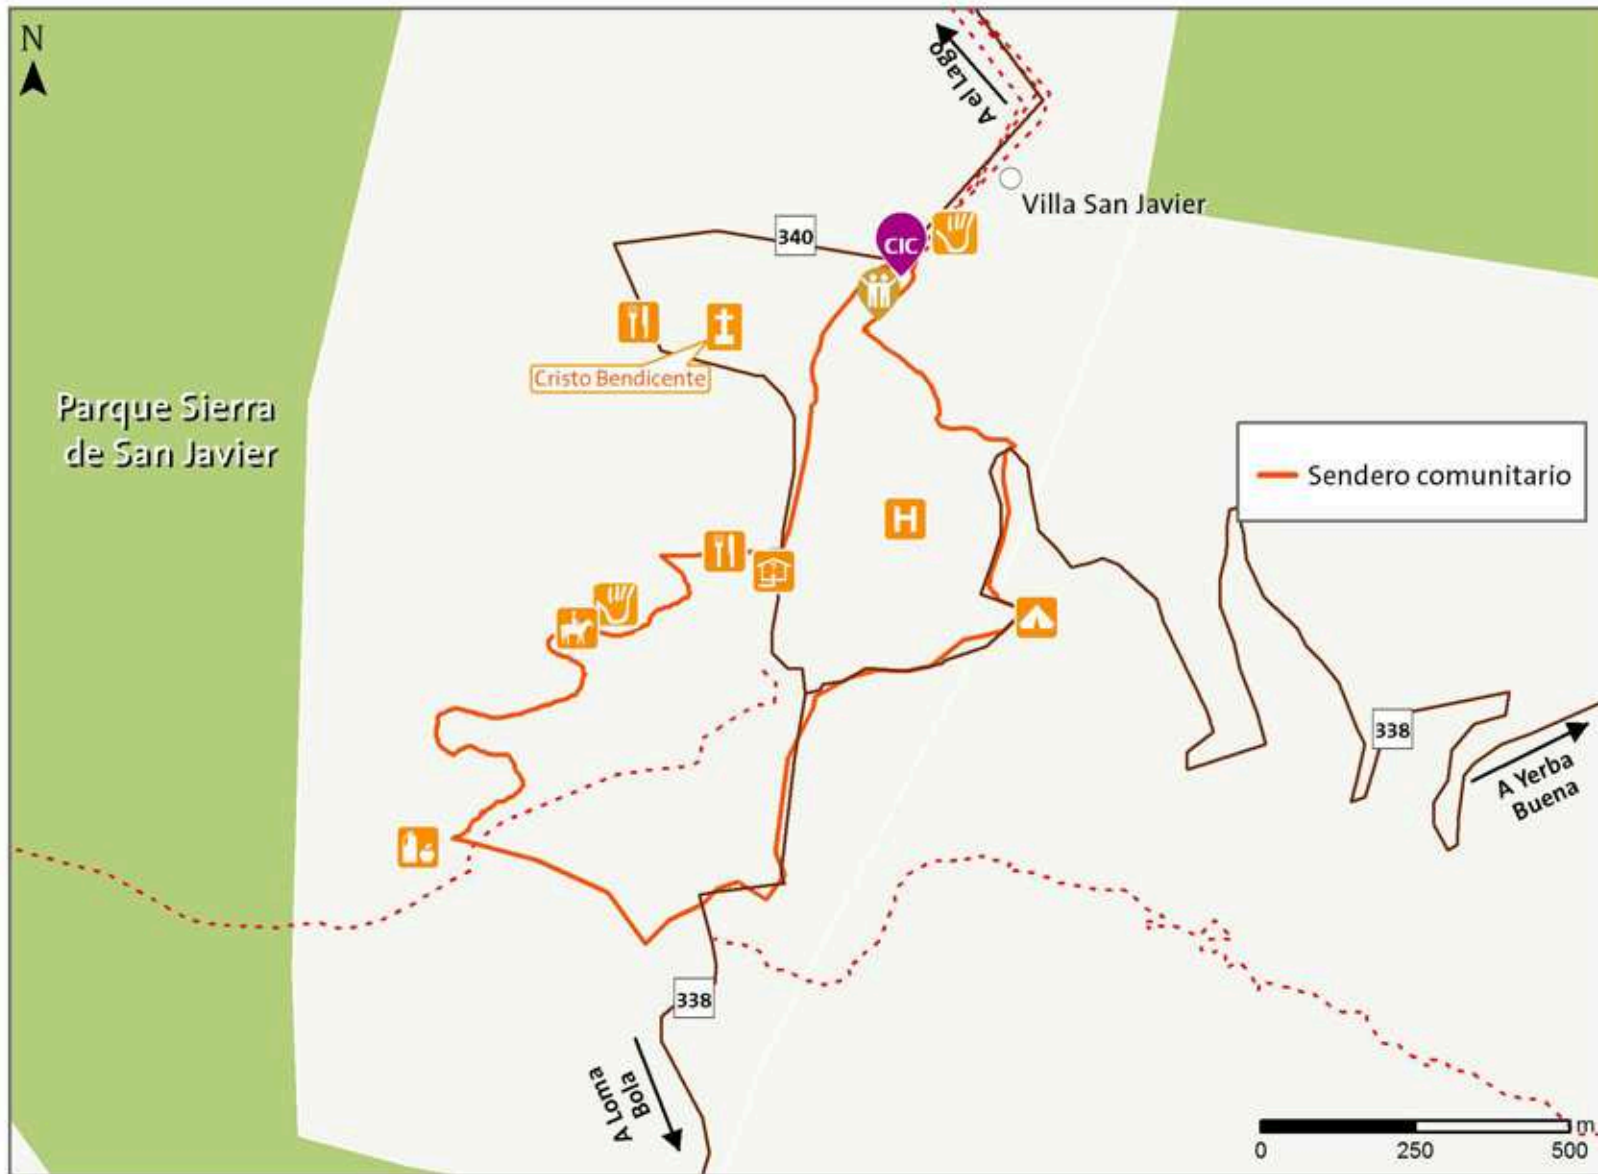 N
A el Lago
Villa San Javier
340
CIC
Cristo Bendicente
Parque Sierra
de San Javier
Sendero comunitario
H
338
A Yerba
Buena
338
A Loma
Bola
m
0 250 500